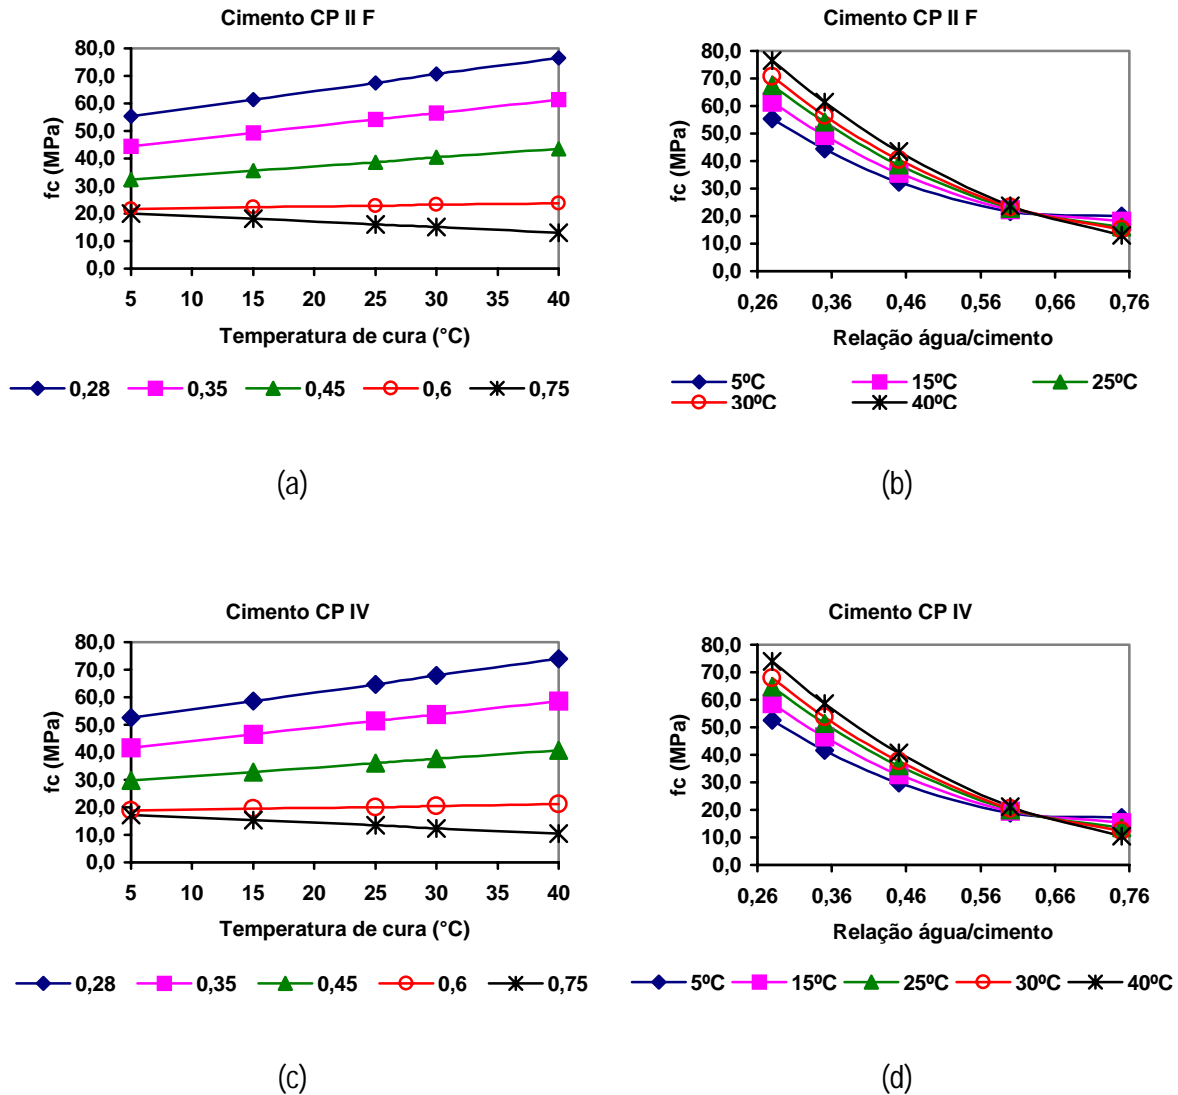 Cimento CP II F
80,0
70,0
60,0
50,0
40,0
30,0
20,0
10,0
0,0
fc (MPa)
5 10 15 20 25 30 35 40
Temperatura de cura (°C)
0,28 0,35 0,45 0,6 0,75
(a)
Cimento CP II F
80,0
70,0
60,0
50,0
40,0
30,0
20,0
10,0
0,0
fc (MPa)
0,26 0,36 0,46 0,56 0,66 0,76
Relação água/cimento
5ºC 15ºC 25ºC
30ºC 40ºC
(b)
Cimento CP IV
80,0
70,0
60,0
50,0
40,0
30,0
20,0
10,0
0,0
fc (MPa)
5 10 15 20 25 30 35 40
Temperatura de cura (°C)
0,28 0,35 0,45 0,6 0,75
(c)
Cimento CP IV
80,0
70,0
60,0
50,0
40,0
30,0
20,0
10,0
0,0
fc (MPa)
0,26 0,36 0,46 0,56 0,66 0,76
Relação água/cimento
5ºC 15ºC 25ºC 30ºC 40ºC
(d)